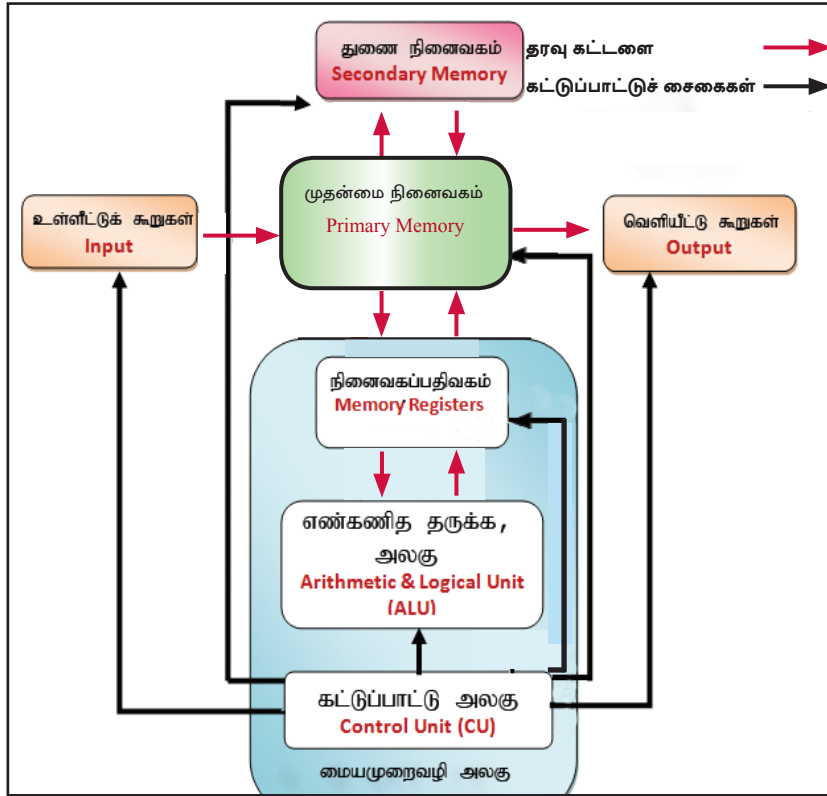 துணை நினைவகம்
Secondary Memory
தரவு கட்டளை
கட்டுப்பாட்டுச் சைகைகள்
முதன்மை நினைவகம்
Primary Memory
உள்ளீட்டுக் கூறுகள்
Input
வெளியீட்டு கூறுகள்
Output
நினைவகப்பதிவகம்
Memory Registers
எண்கணித தருக்க,
அலகு
Arithmetic & Logical Unit
(ALU)
கட்டுப்பாட்டு அலகு
Control Unit (CU)
மையமுறைவழி அலகு